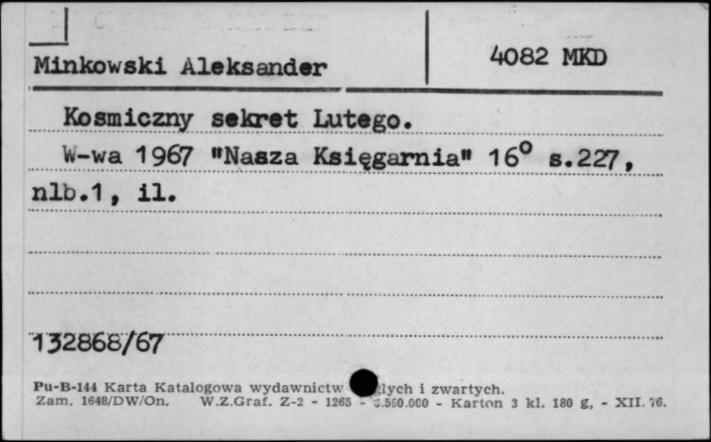 Minkowski Aleksander
4082 MKD
Kosmiczny sekret Lutego.
W-wa 1967 "Nasza Księgarnia" 16° s.227,
nlb.1, il.
132868/67
Pu-B-144 Karta Katalogowa wydawnictw i zwartych.
Zam. 1648/DW/On. W.Z.Graf. Z-2 - 1265 - Karton 3 kl. 180 g, - XII. 76.